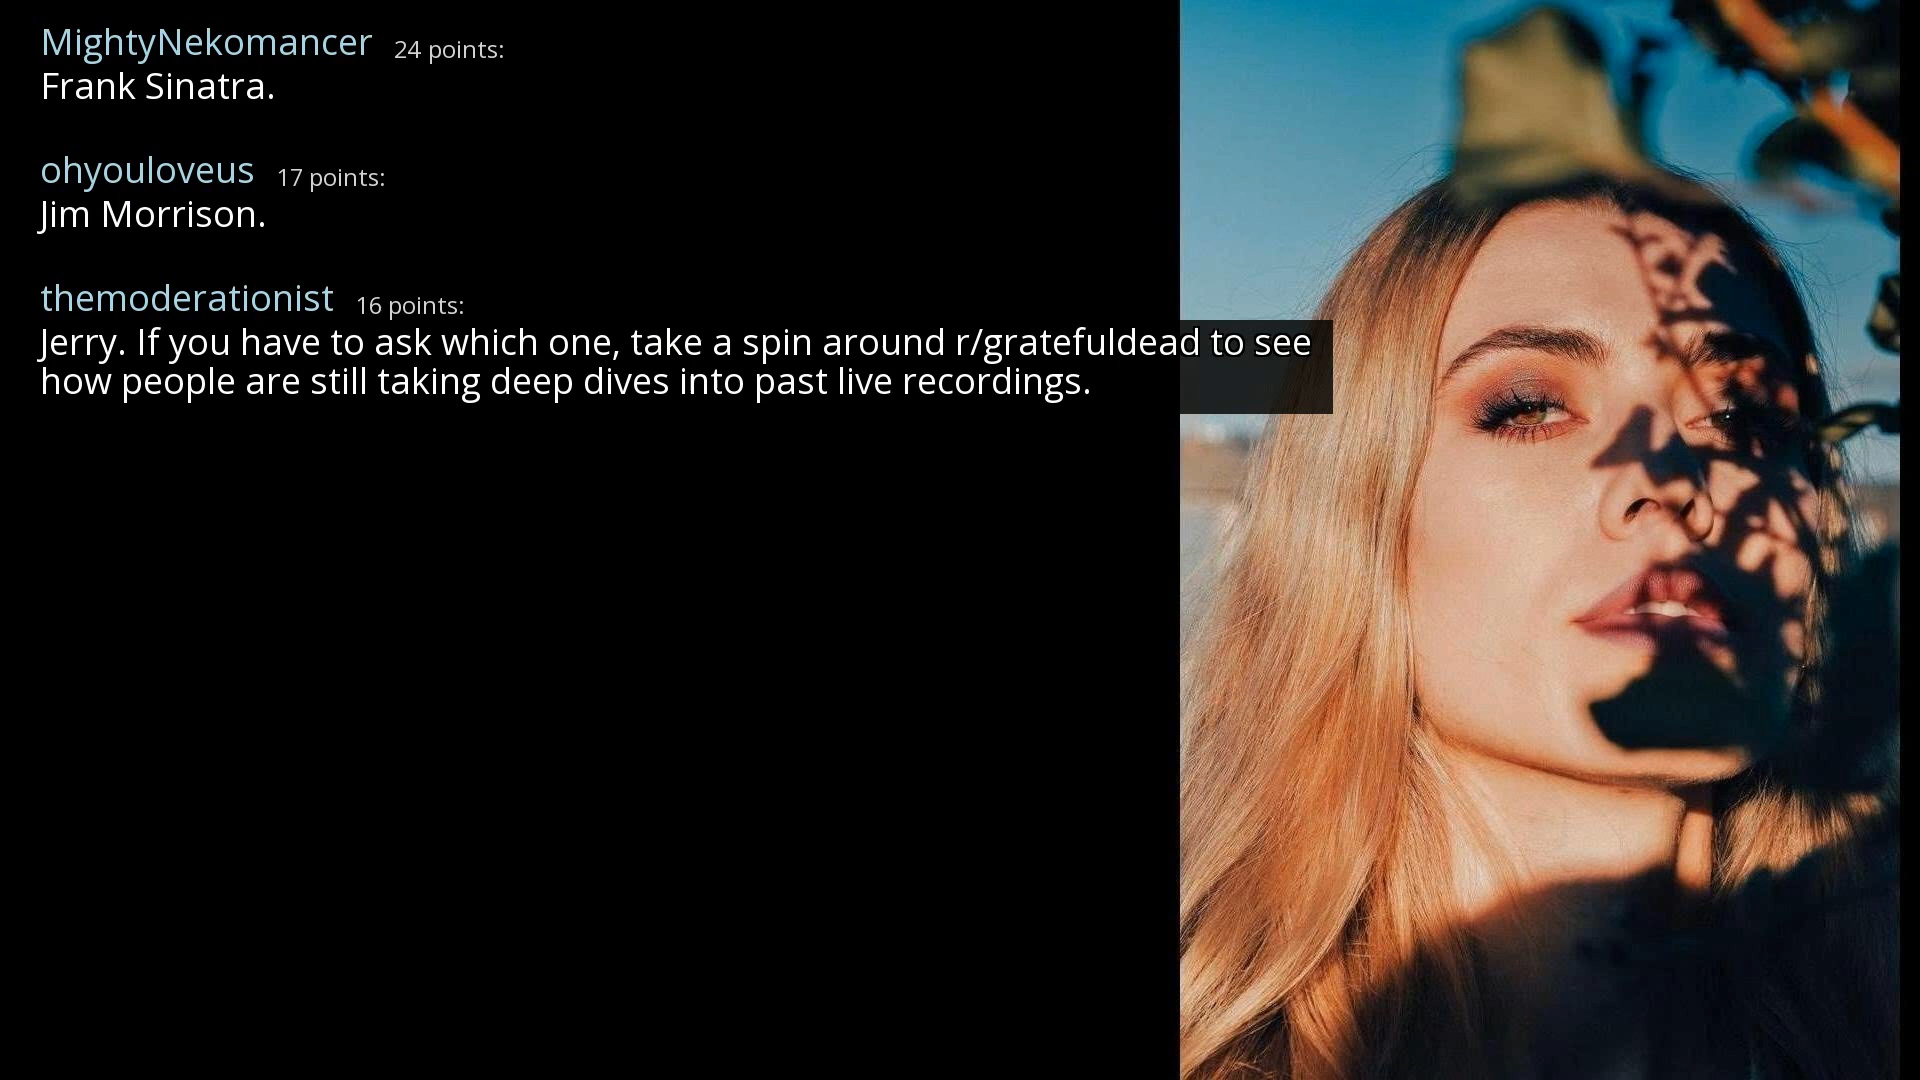 MightyNekomancer 24 points:
Frank Sinatra.
ohyouloveus 17 points:
Jim Morrison.
themoderationist 16 points:
Jerry. If you have to ask which one, take a spin around r/gratefuldead to see
how people are still taking deep dives into past live recordings.